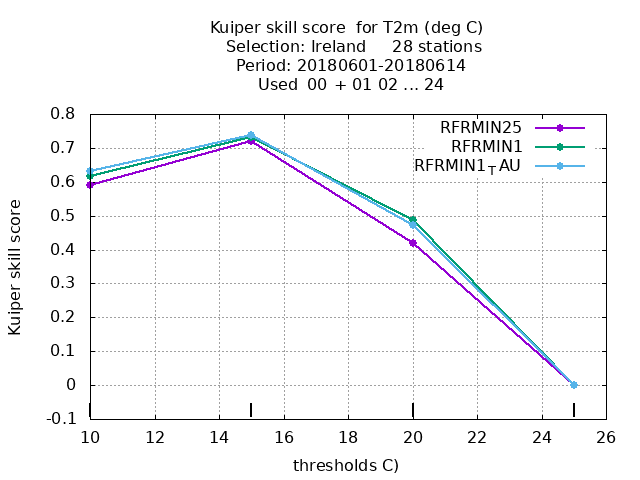 Kuiper skill score  for T2m (deg C)
Selection: Ireland     28 stations
Period: 20180601-20180614
Used  00  + 01 02 ... 24
RFRMIN25
RFRMIN1
RFRMIN1_TAU
Kuiper skill score
0.8
0.7
0.6
0.5
0.4
0.3
0.2
0.1
0
-0.1
10 12 14 16 18 20 22 24 26
thresholds C)